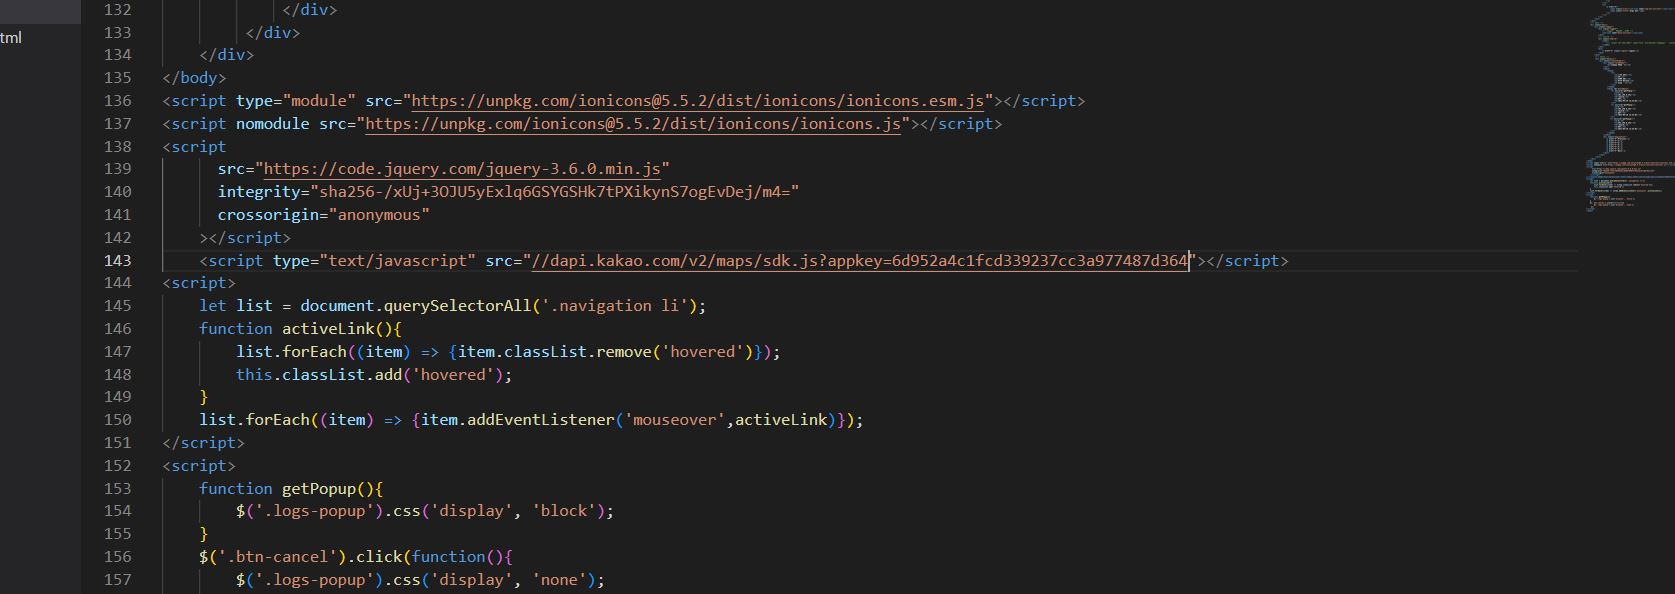 tml
132 </div>
133 </div>
134 </div>
135 </body>
136 <script type="module" src="https://unpkg.com/ionicons@5.5.2/dist/ionicons/ionicons.esm.js"></script>
137 <script nomodule src="https://unpkg.com/ionicons@5.5.2/dist/ionicons/ionicons.js"></script>
138 <script
139 src="https://code.jquery.com/jquery-3.6.0.min.js"
140 integrity="sha256-/xUj+3OJU5yExlq6GSYGSHk7tPXikynS7ogEvDej/m4="
141 crossorigin="anonymous"
142 ></script>
143 <script type="text/javascript" src="//dapi.kakao.com/v2/maps/sdk.js?appkey=6d952a4c1fcd339237cc3a977487d364"></script>
144 <script>
145 let list = document.querySelectorAll('.navigation li');
146 function activeLink(){
147 list.forEach((item) => {item.classList.remove('hovered')});
148 this.classList.add('hovered');
149 }
150 list.forEach((item) => {item.addEventListener('mouseover',activeLink)});
151 </script>
152 <script>
153 function getPopup(){
154 $('.logs-popup').css('display', 'block');
155 }
156 $('.btn-cancel').click(function(){
157 $('.logs-popup').css('display', 'none');